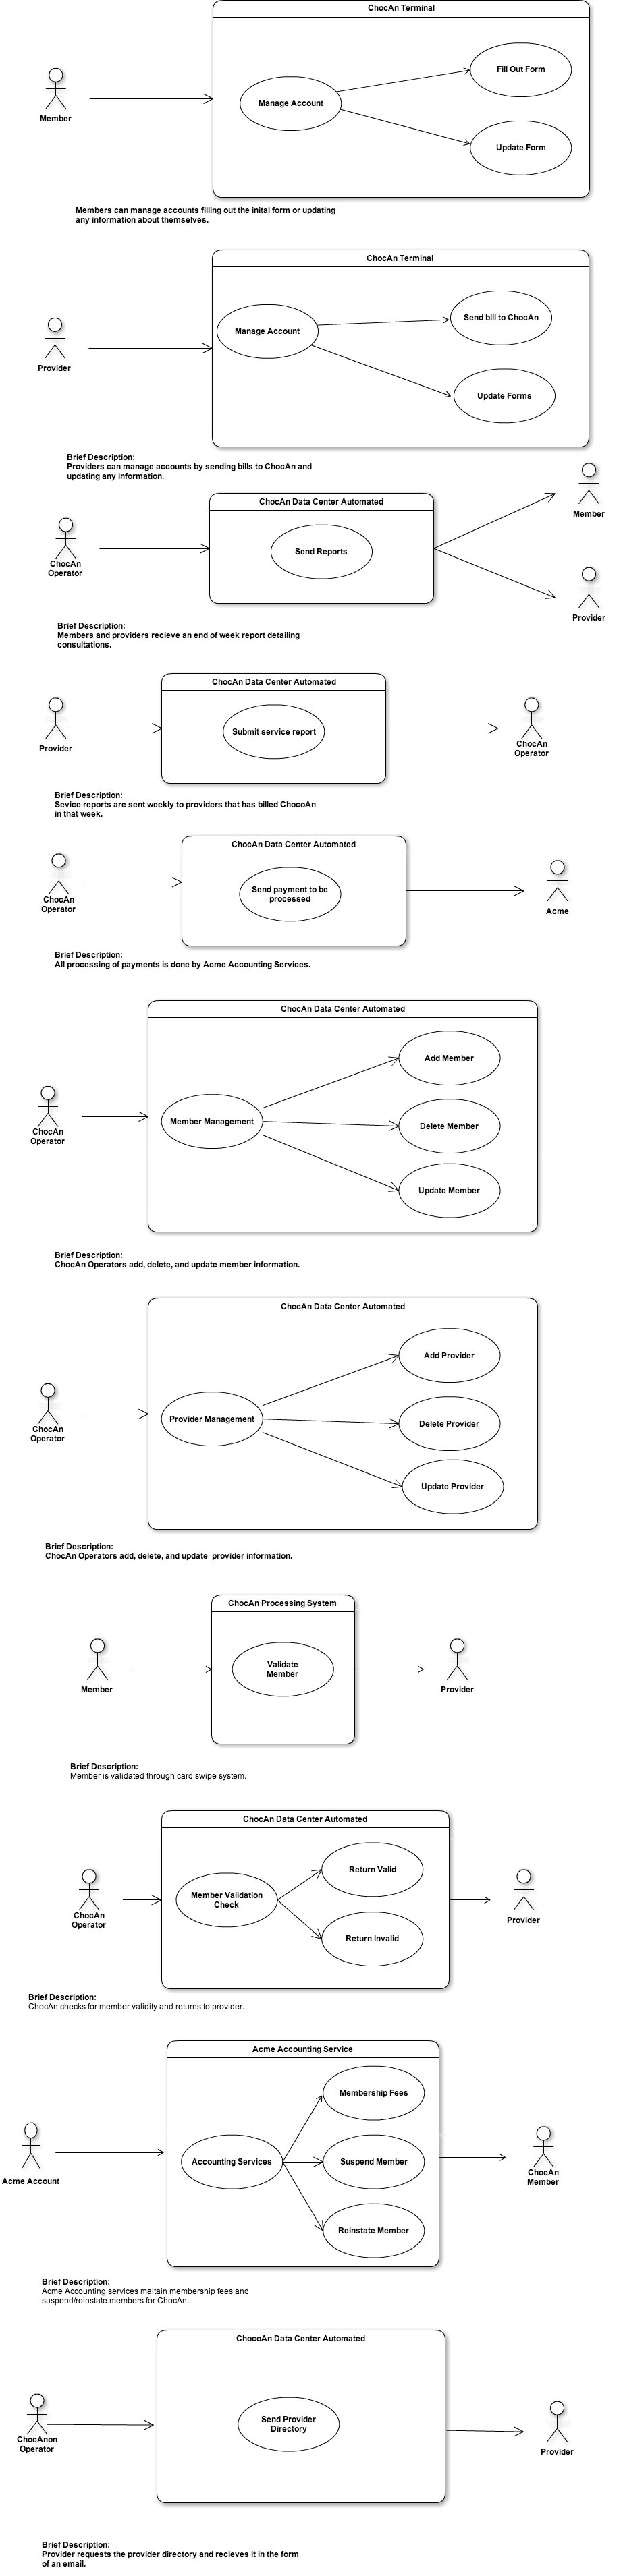 ChocAn Terminal
Fill Out Form
Manage Account
Member
Update Form
Members can manage accounts filling out the inital form or updating
any information about themselves.
ChocAn Terminal
Send bill to ChocAn
Manage Account
Provider
Update Forms
Brief Description:
Providers can manage accounts by sending bills to ChocAn and
updating any information.
ChocAn Data Center Automated
Member
Send Reports
ChocAn
Operator
Provider
Brief Description:
Members and providers recieve an end of week report detailing
consultations.
ChocAn Data Center Automated
Submit service report
Provider
ChocAn
Operator
Brief Description:
Sevice reports are sent weekly to providers that has billed ChocoAn
in that week.
ChocAn Data Center Automated
Send payment to be
processed
ChocAn
Operator
Acme
Brief Description:
All processing of payments is done by Acme Accounting Services.
ChocAn Data Center Automated
Add Member
Member Management
Delete Member
ChocAn
Operator
Update Member
Brief Description:
ChocAn Operators add, delete, and update member information.
ChocAn Data Center Automated
Add Provider
Provider Management
Delete Provider
ChocAn
Operator
Update Provider
Brief Description:
ChocAn Operators add, delete, and update  provider information.
ChocAn Processing System
Validate
Member
Member
Provider
Brief Description:
Member is validated through card swipe system.
ChocAn Data Center Automated
Return Valid
Member Validation
Check
ChocAn
Operator
Provider
Return Invalid
Brief Description:
ChocAn checks for member validity and returns to provider.
Acme Accounting Service
Membership Fees
Accounting Services
Suspend Member
Acme Account
ChocAn
Member
Reinstate Member
Brief Description:
Acme Accounting services maitain membership fees and
suspend/reinstate members for ChocAn.
ChocoAn Data Center Automated
Send Provider
Directory
ChocAnon
Operator
Provider
Brief Description:
Provider requests the provider directory and recieves it in the form
of an email.